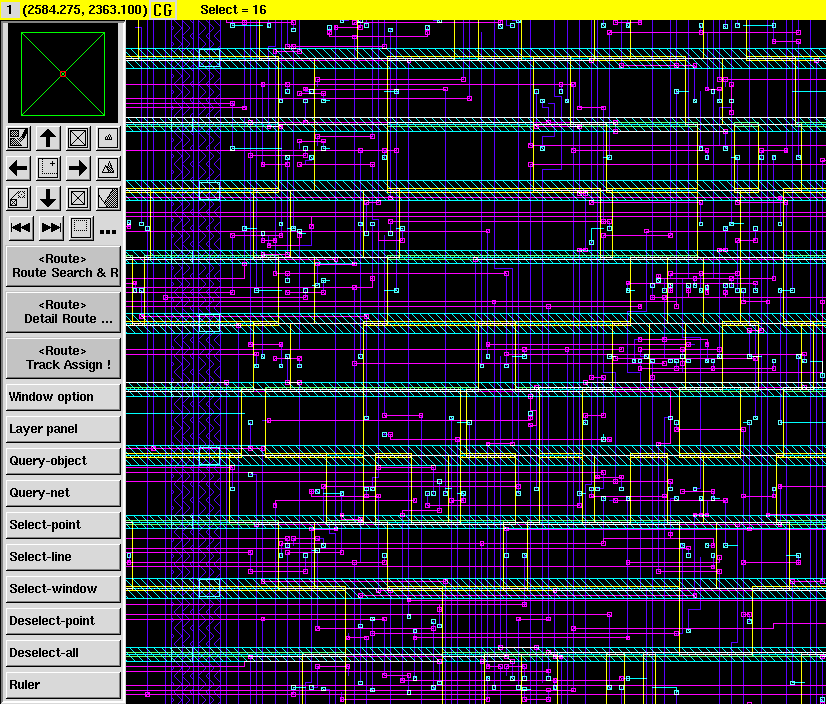 1 (2584.275, 2363.100) CG Select = 16
...
<Route>
Route Search & R
<Route>
Detail Route ...
<Route>
Track Assign !
Window option
Layer panel
Query-object
Query-net
Select-point
Select-line
Select-window
Deselect-point
Deselect-all
Ruler